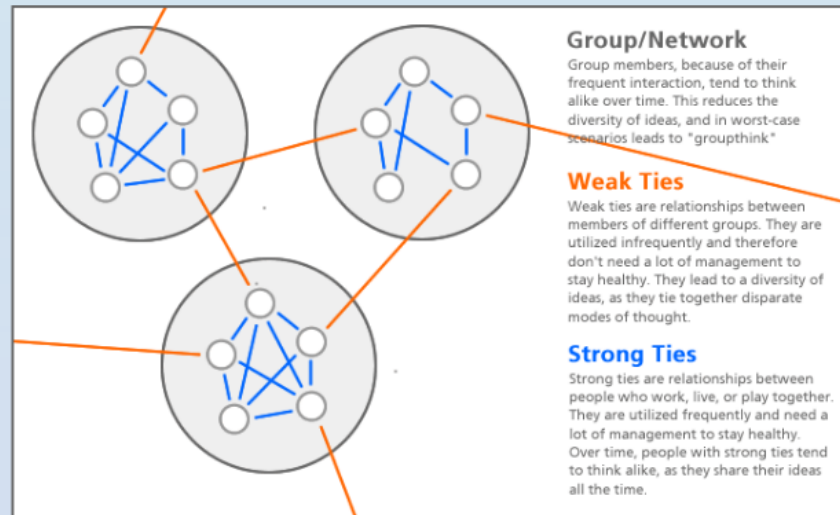 Group/Network
Group members, because of their
frequent interaction, tend to think
alike over time. This reduces the
diversity of ideas, and in worst-case
scenarios leads to "groupthink"
Weak Ties
Weak ties are relationships between
members of different groups. They are
utilized infrequently and therefore
don't need a lot of management to
stay healthy. They lead to a diversity of
ideas, as they tie together disparate
modes of thought.
Strong Ties
Strong ties are relationships between
people who work, live, or play together.
They are utilized frequently and need a
lot of management to stay healthy.
Over time, people with strong ties tend
to think alike, as they share their ideas
all the time.